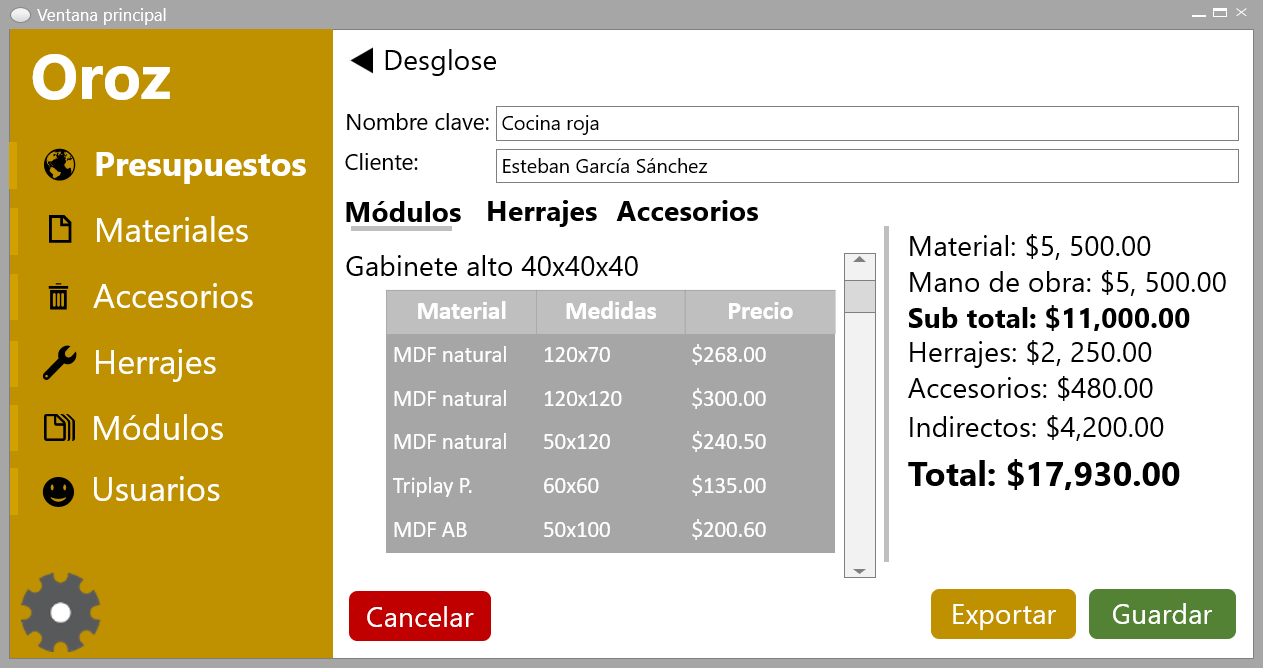 Ventana principal
Oroz
Presupuestos
Materiales
Accesorios
Herrajes
Módulos
Usuarios
Desglose
Nombre clave: Cocina roja
Cliente: Esteban García Sánchez
Módulos Herrajes Accesorios
Gabinete alto 40x40x40
Material Medidas Precio
MDF natural 120x70 $268.00
MDF natural 120x120 $300.00
MDF natural 50x120 $240.50
Triplay P. 60x60 $135.00
MDF AB 50x100 $200.60
Material: $5, 500.00
Mano de obra: $5, 500.00
Sub total: $11,000.00
Herrajes: $2, 250.00
Accesorios: $480.00
Indirectos: $4,200.00
Total: $17,930.00
Cancelar
Exportar
Guardar